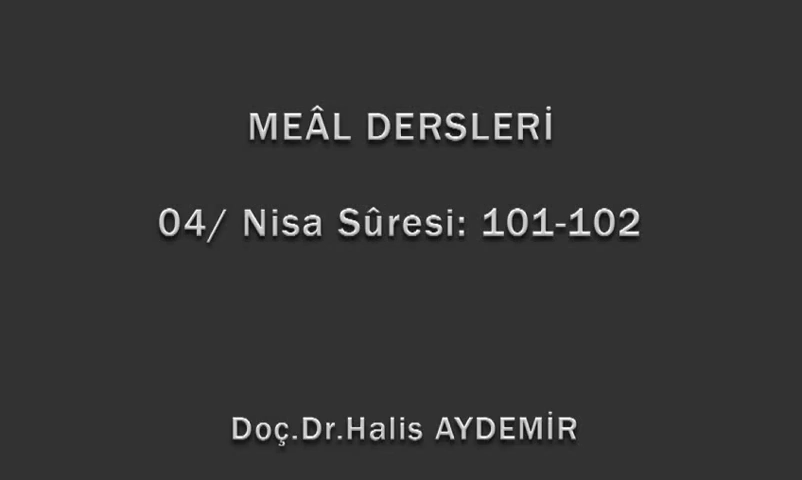 MEÂL DERSLERİ
04/ Nisa Sûresi: 101-102
Doç.Dr.Halis AYDEMİR